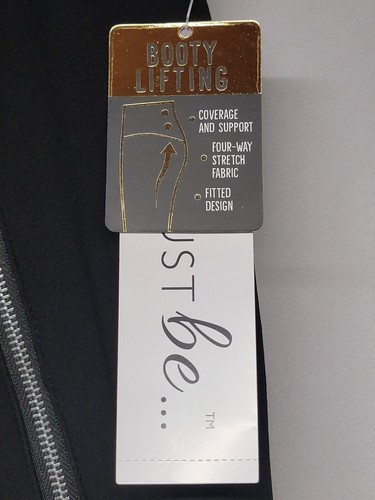 BOOTY
LIFTING
COVERAGE
AND SUPPORT
FOUR-WAY
STRETCH
FABRIC
FITTED
DESIGN
UST be... ™